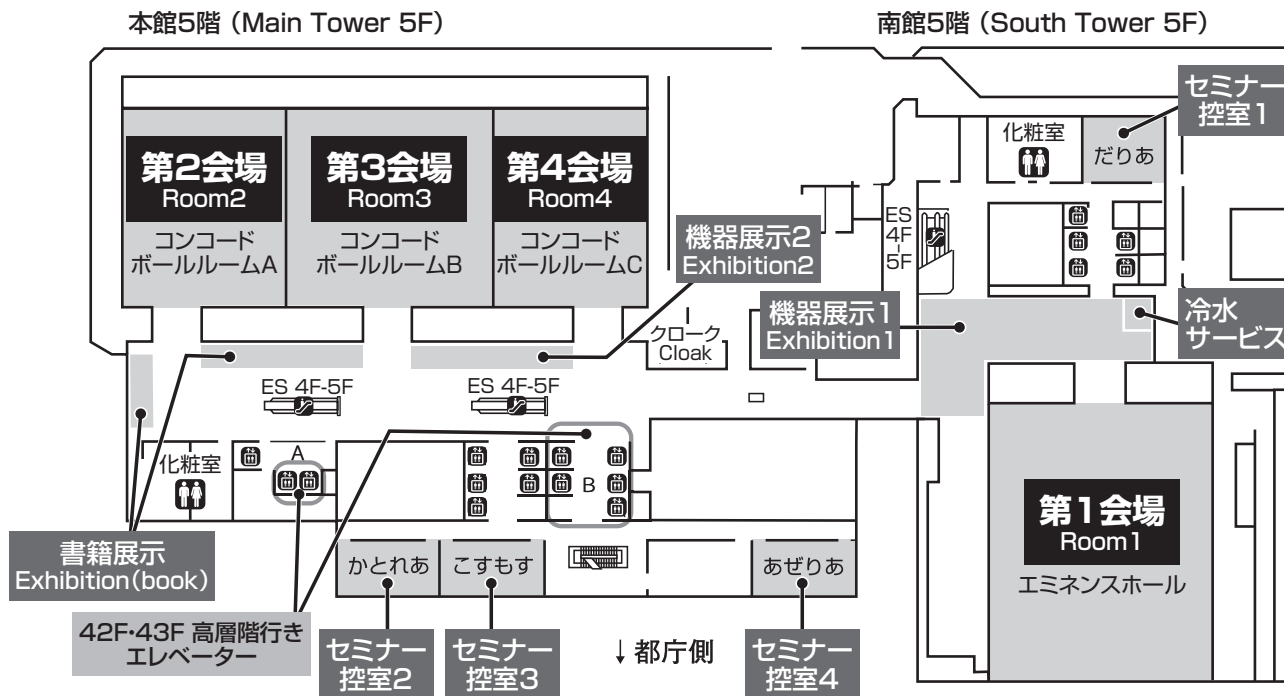 本館5階（Main Tower 5F）
南館5階（South Tower 5F）
第2会場
Room2
コンコード
ボールルームA
第3会場
Room3
コンコード
ボールルームB
第4会場
Room4
コンコード
ボールルームC
機器展示2
Exhibition2
機器展示1
Exhibition1
クローク
Cloak
ES
4F
-
5F
化粧室
だりあ
セミナー
控室1
冷水
サービス
ES 4F-5F
ES 4F-5F
化粧室
A
B
書籍展示
Exhibition(book)
42F・43F 高層階行き
エレベーター
かとれあ
こすもす
あぜりあ
セミナー
控室2
セミナー
控室3
↓都庁側
セミナー
控室4
第1会場
Room1
エミネンスホール